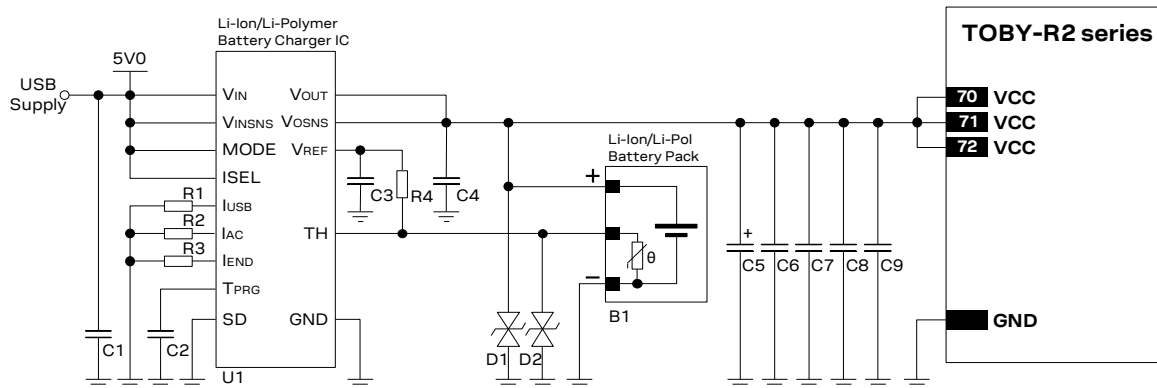 Li-Ion/Li-Polymer
Battery Charger IC
TOBY-R2 series
5V0
USB
Supply
VIN
VINSNS
MODE
ISEL
IUSB
IAC
IEND
TPRG
SD
VOUT
VOSNS
VREF
TH
GND
R1
R2
R3
C1
C2
U1
C3
R4
C4
D1
D2
Li-Ion/Li-Pol
Battery Pack
+
θ
–
B1
+
C5
C6
C7
C8
C9
70 VCC
71 VCC
72 VCC
GND